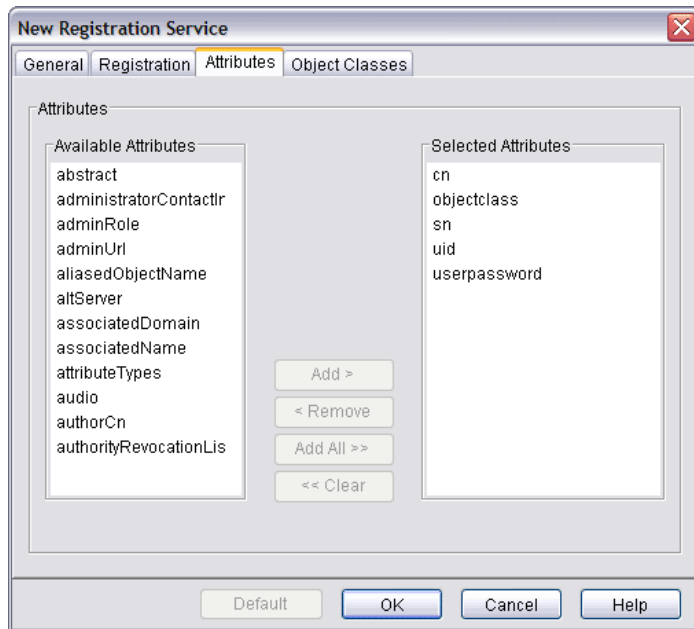 New Registration Service
General Registration Attributes Object Classes
Attributes
Available Attributes
abstract
administratorContactIr
adminRole
adminUrl
aliasedObjectName
altServer
associatedDomain
associatedName
attributeTypes
audio
authorCn
authorityRevocationLis
Add >
< Remove
Add All >>
<< Clear
Selected Attributes
cn
objectclass
sn
uid
userpassword
Default OK Cancel Help